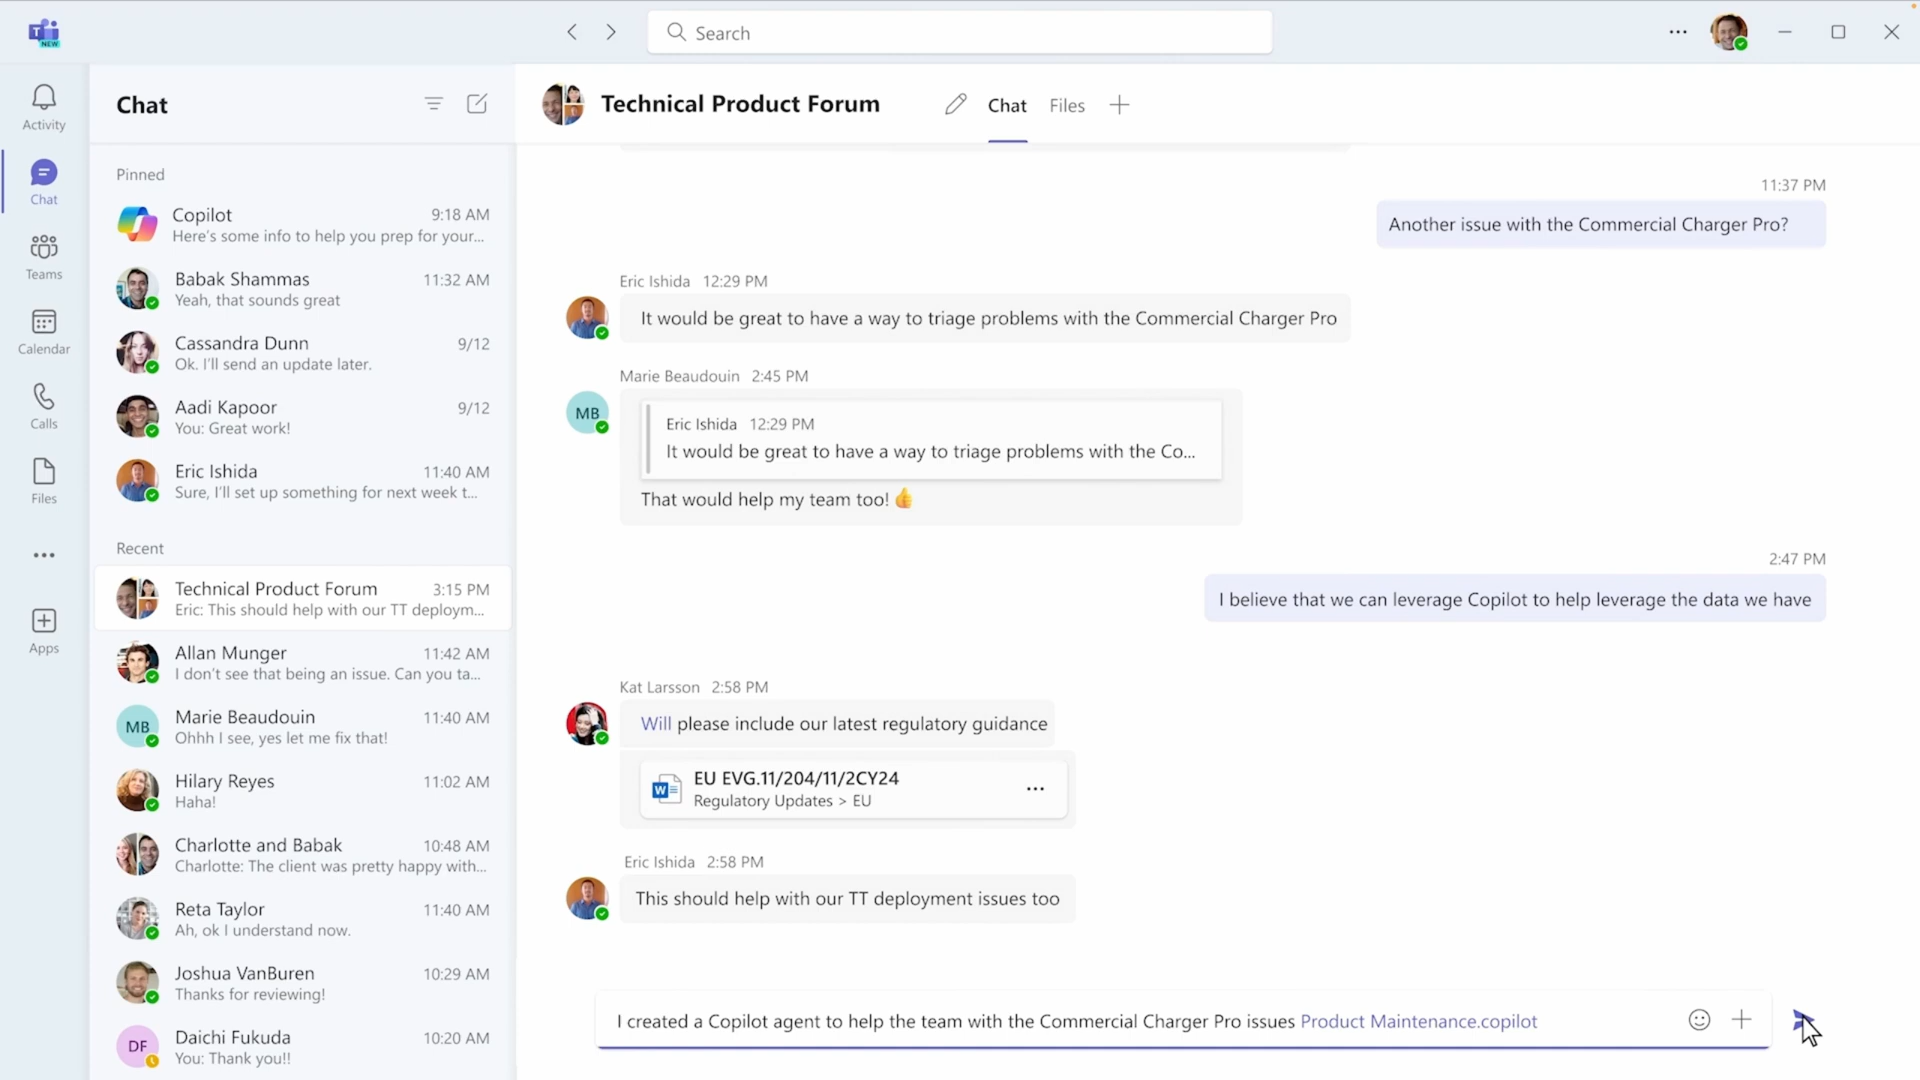 T
NEW
Search
Activity
Chat
Teams
Calendar
Calls
Files
Apps
Chat
Pinned
Copilot 9:18 AM
Here's some info to help you prep for your...
Babak Shammas 11:32 AM
Yeah, that sounds great
Cassandra Dunn 9/12
Ok. I'll send an update later.
Aadi Kapoor 9/12
You: Great work!
Eric Ishida 11:40 AM
Sure, I'll set up something for next week t...
Recent
Technical Product Forum 3:15 PM
Eric: This should help with our TT deploym...
Allan Munger 11:42 AM
I don't see that being an issue. Can you ta...
MB
Marie Beaudouin 11:40 AM
Ohhh I see, yes let me fix that!
Hilary Reyes 11:02 AM
Haha!
Charlotte and Babak 10:48 AM
Charlotte: The client was pretty happy with...
Reta Taylor 11:40 AM
Ah, ok I understand now.
Joshua VanBuren 10:29 AM
Thanks for reviewing!
DF
Daichi Fukuda 10:20 AM
You: Thank you!!
Technical Product Forum
Chat Files
11:37 PM
Another issue with the Commercial Charger Pro?
Eric Ishida 12:29 PM
It would be great to have a way to triage problems with the Commercial Charger Pro
Marie Beaudouin 2:45 PM
MB
Eric Ishida 12:29 PM
It would be great to have a way to triage problems with the Co...
That would help my team too! 👍
2:47 PM
I believe that we can leverage Copilot to help leverage the data we have
Kat Larsson 2:58 PM
Will please include our latest regulatory guidance
W
EU EVG.11/204/11/2CY24
Regulatory Updates > EU
Eric Ishida 2:58 PM
This should help with our TT deployment issues too
I created a Copilot agent to help the team with the Commercial Charger Pro issues Product Maintenance.copilot